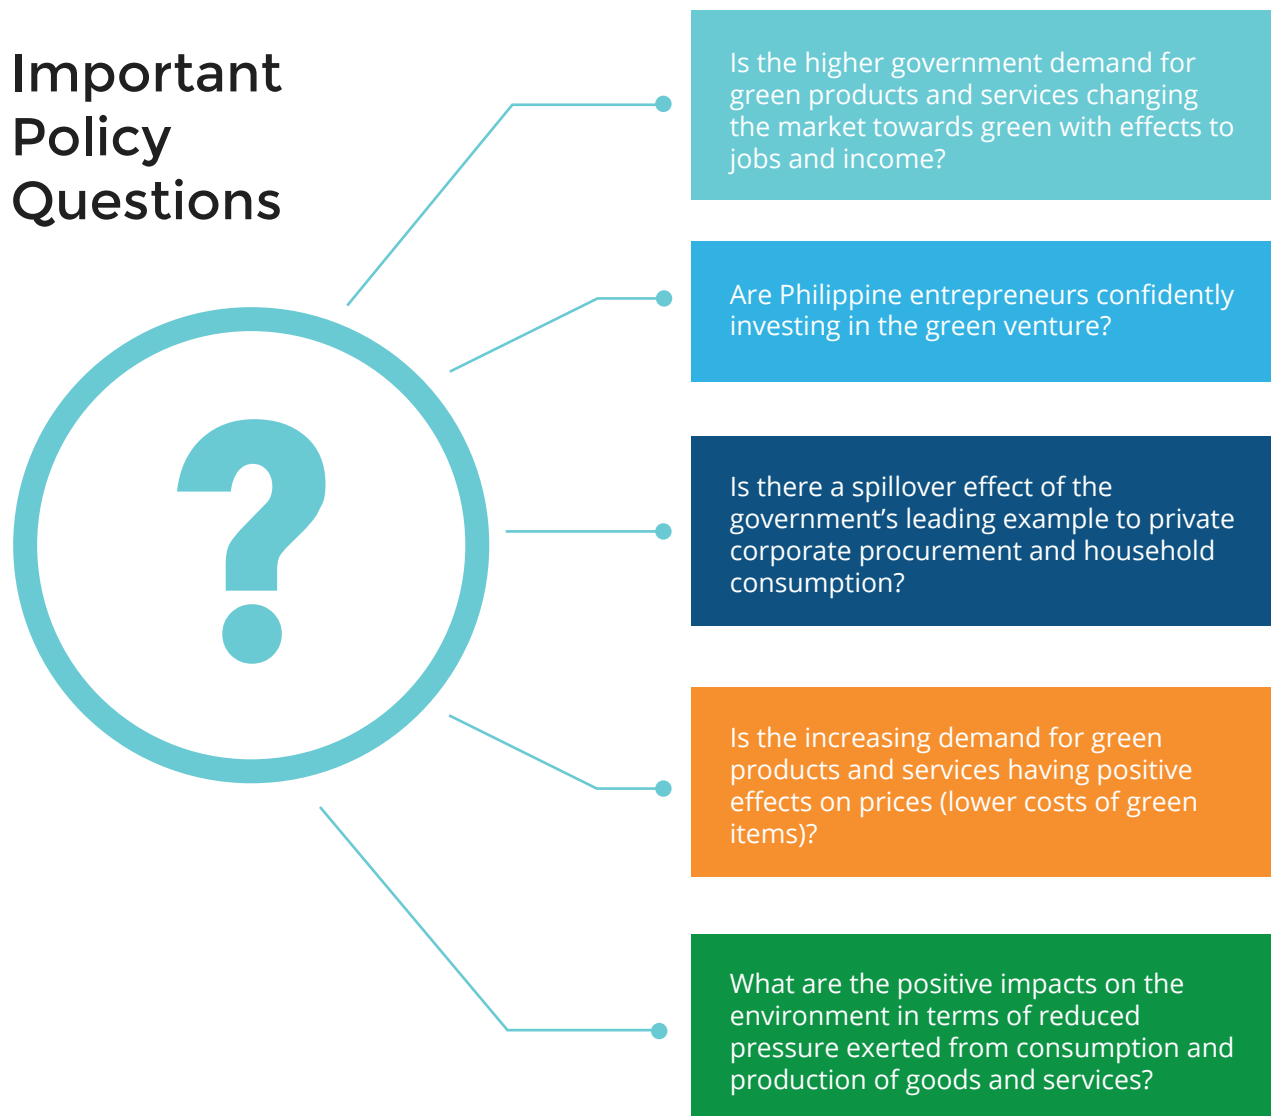 Important
Policy
Questions
Is the higher government demand for
green products and services changing
the market towards green with effects to
jobs and income?
Are Philippine entrepreneurs confidently
investing in the green venture?
Is there a spillover effect of the
government’s leading example to private
corporate procurement and household
consumption?
Is the increasing demand for green
products and services having positive
effects on prices (lower costs of green
items)?
What are the positive impacts on the
environment in terms of reduced
pressure exerted from consumption and
production of goods and services?
?